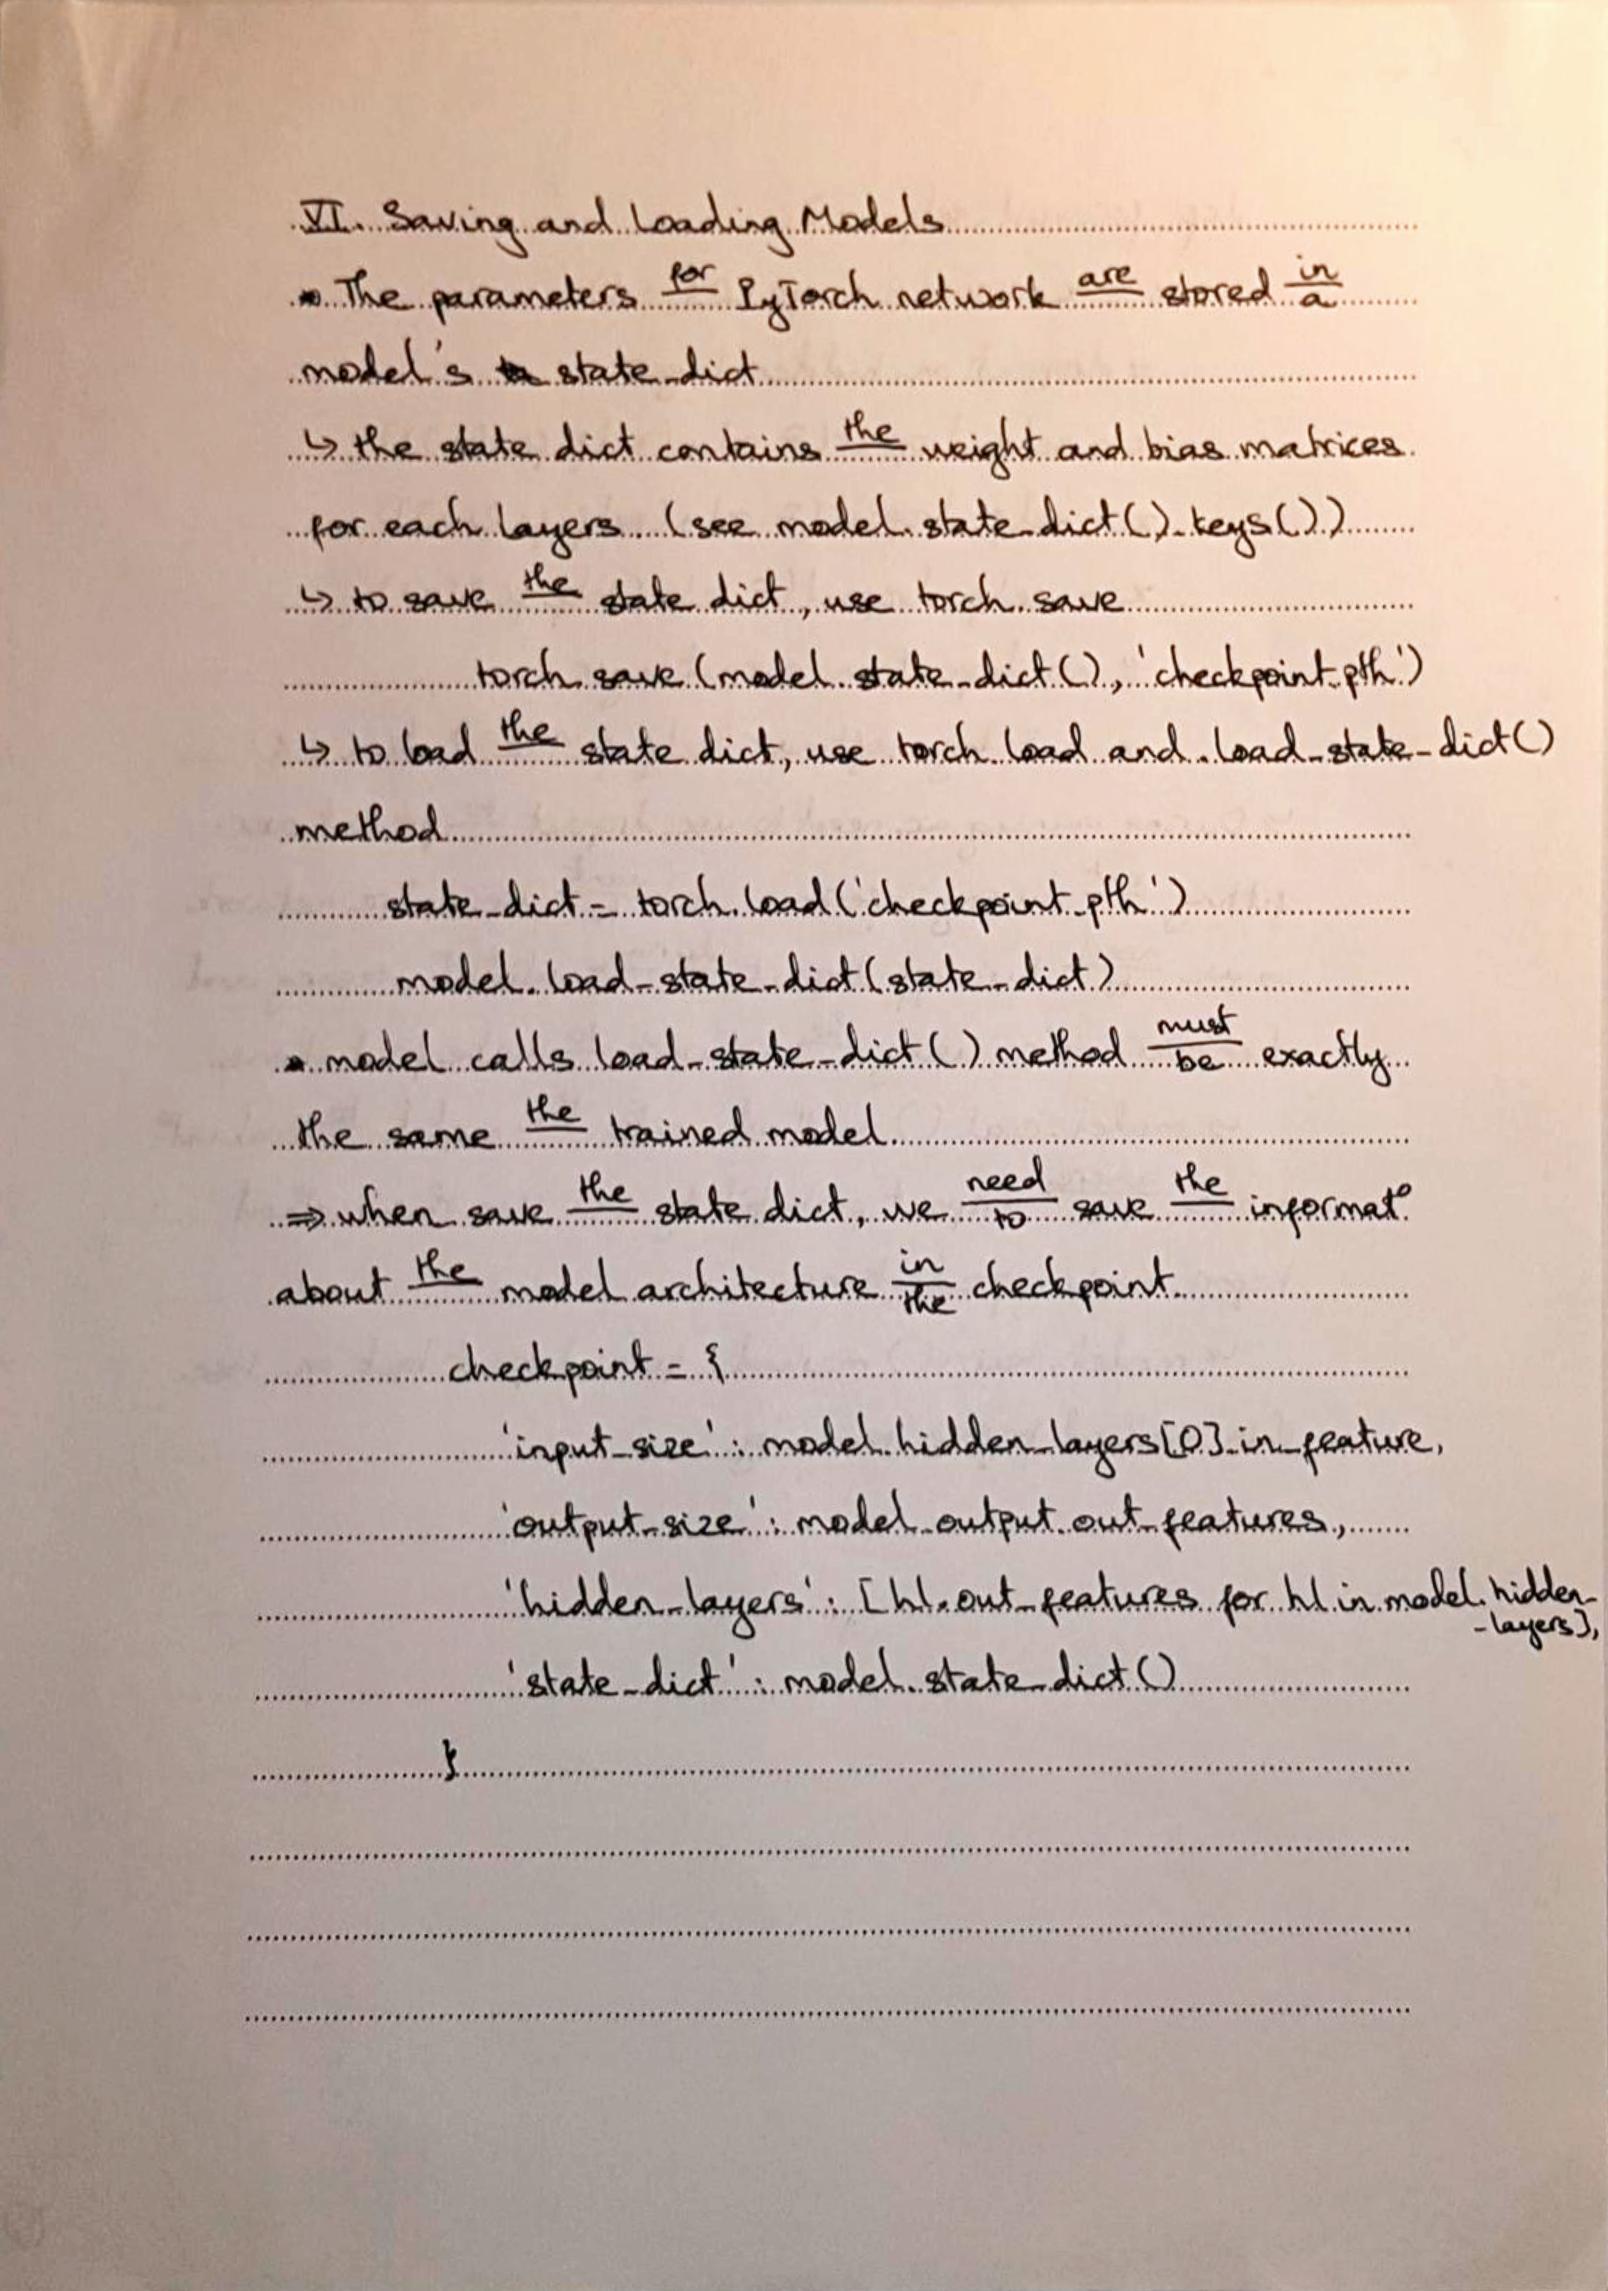 VI. Saving and Loading Models
• The parameters for PyTorch network are stored in a
model's state_dict
↳ the state dict contains the weight and bias matrices
for each layers (see model.state_dict().keys())
↳ to save the state dict, use torch.save
torch.save(model.state_dict(), 'checkpoint.pth')
↳ to load the state dict, use torch.load and .load_state_dict()
method
state_dict = torch.load('checkpoint.pth')
model.load_state_dict(state_dict)
• model calls load_state_dict() method must be exactly
the same the trained model
⇒ when save the state dict, we need to save the informat°
about the model architecture in the checkpoint
checkpoint = {
'input_size': model.hidden_layers[0].in_feature,
'output_size': model.output.out_features,
'hidden_layers': [hl.out_features for hl in model.hidden_
_layers],
'state_dict': model.state_dict()
}